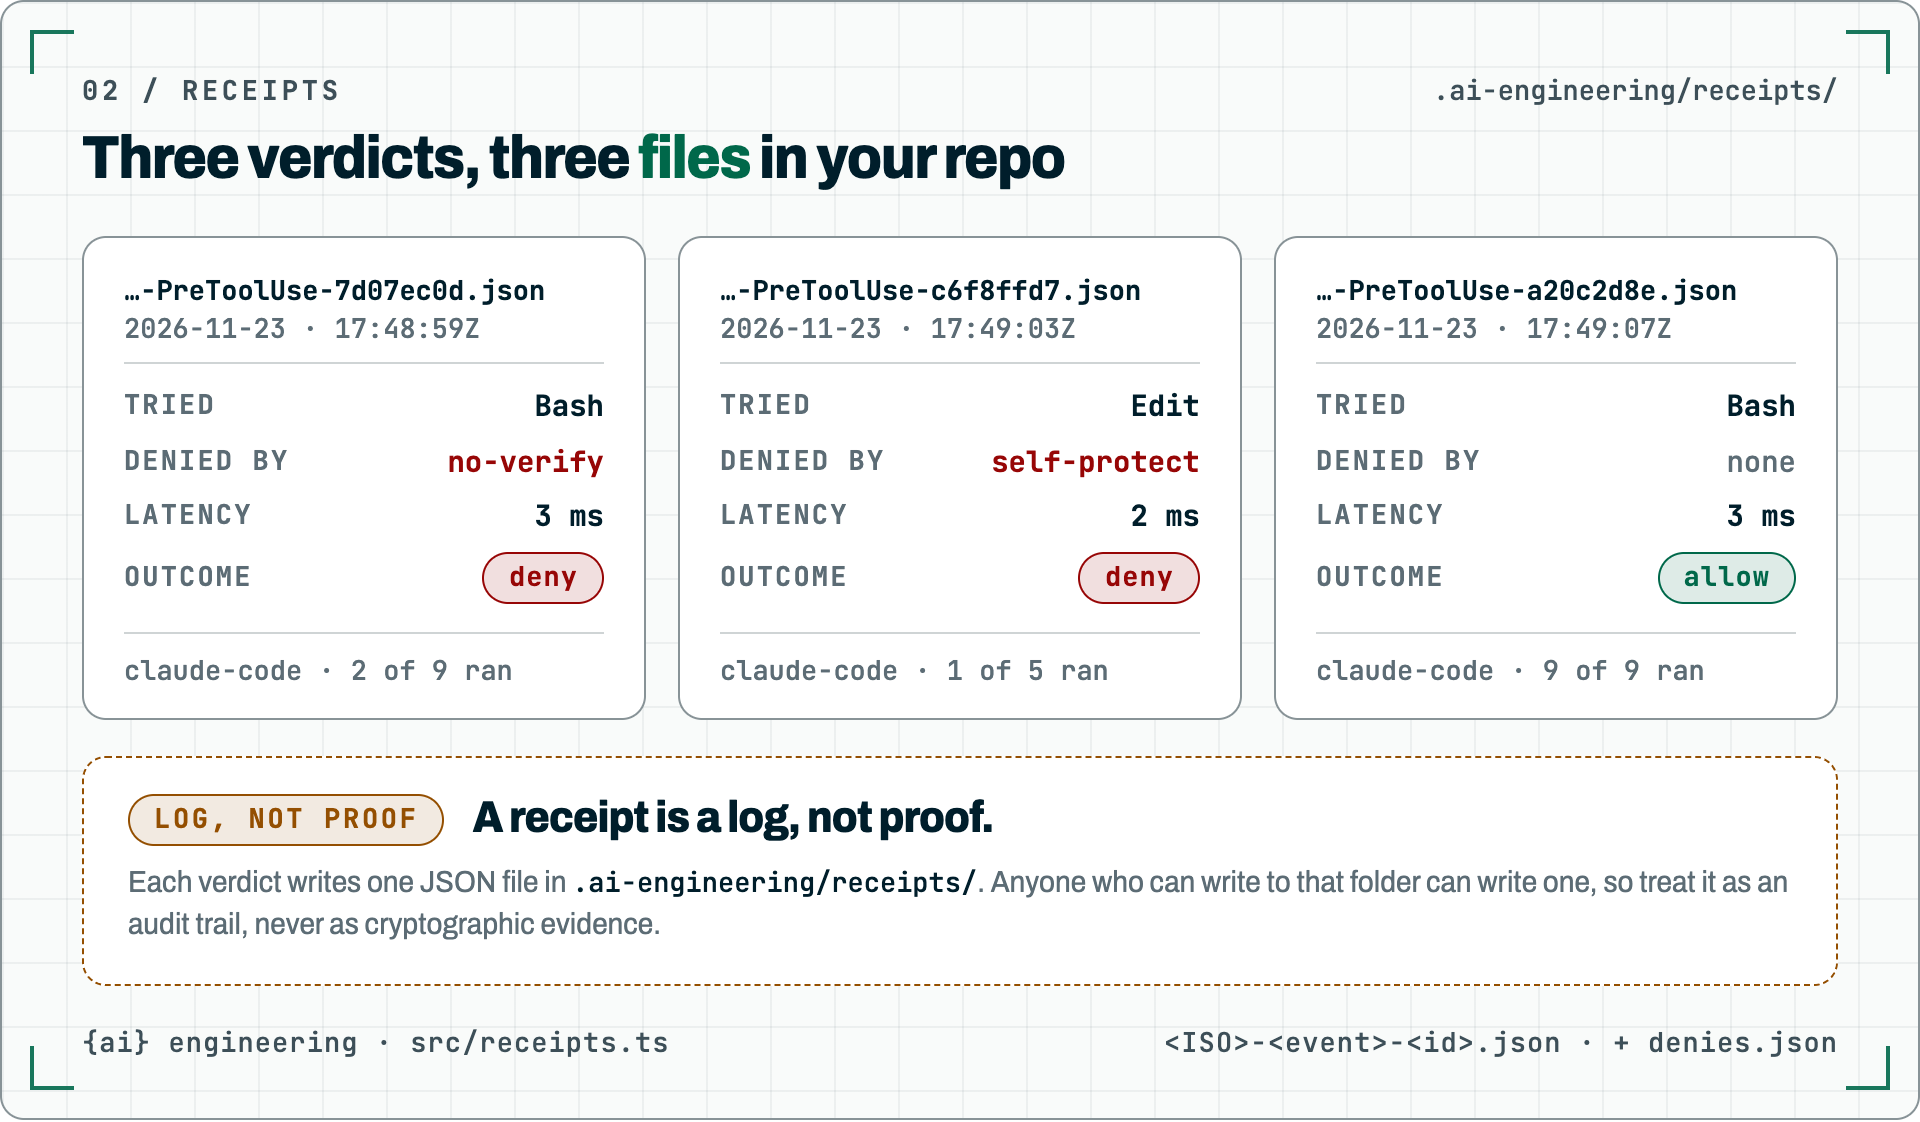 02 / RECEIPTS
.ai-engineering/receipts/
Three verdicts, three files in your repo
…-PreToolUse-7d07ec0d.json
2026-11-23 · 17:48:59Z
TRIED Bash
DENIED BY no-verify
LATENCY 3 ms
OUTCOME deny
claude-code · 2 of 9 ran
…-PreToolUse-c6f8ffd7.json
2026-11-23 · 17:49:03Z
TRIED Edit
DENIED BY self-protect
LATENCY 2 ms
OUTCOME deny
claude-code · 1 of 5 ran
…-PreToolUse-a20c2d8e.json
2026-11-23 · 17:49:07Z
TRIED Bash
DENIED BY none
LATENCY 3 ms
OUTCOME allow
claude-code · 9 of 9 ran
LOG, NOT PROOF
A receipt is a log, not proof.
Each verdict writes one JSON file in .ai-engineering/receipts/. Anyone who can write to that folder can write one, so treat it as an
audit trail, never as cryptographic evidence.
{ai} engineering · src/receipts.ts
<ISO>-<event>-<id>.json · + denies.json